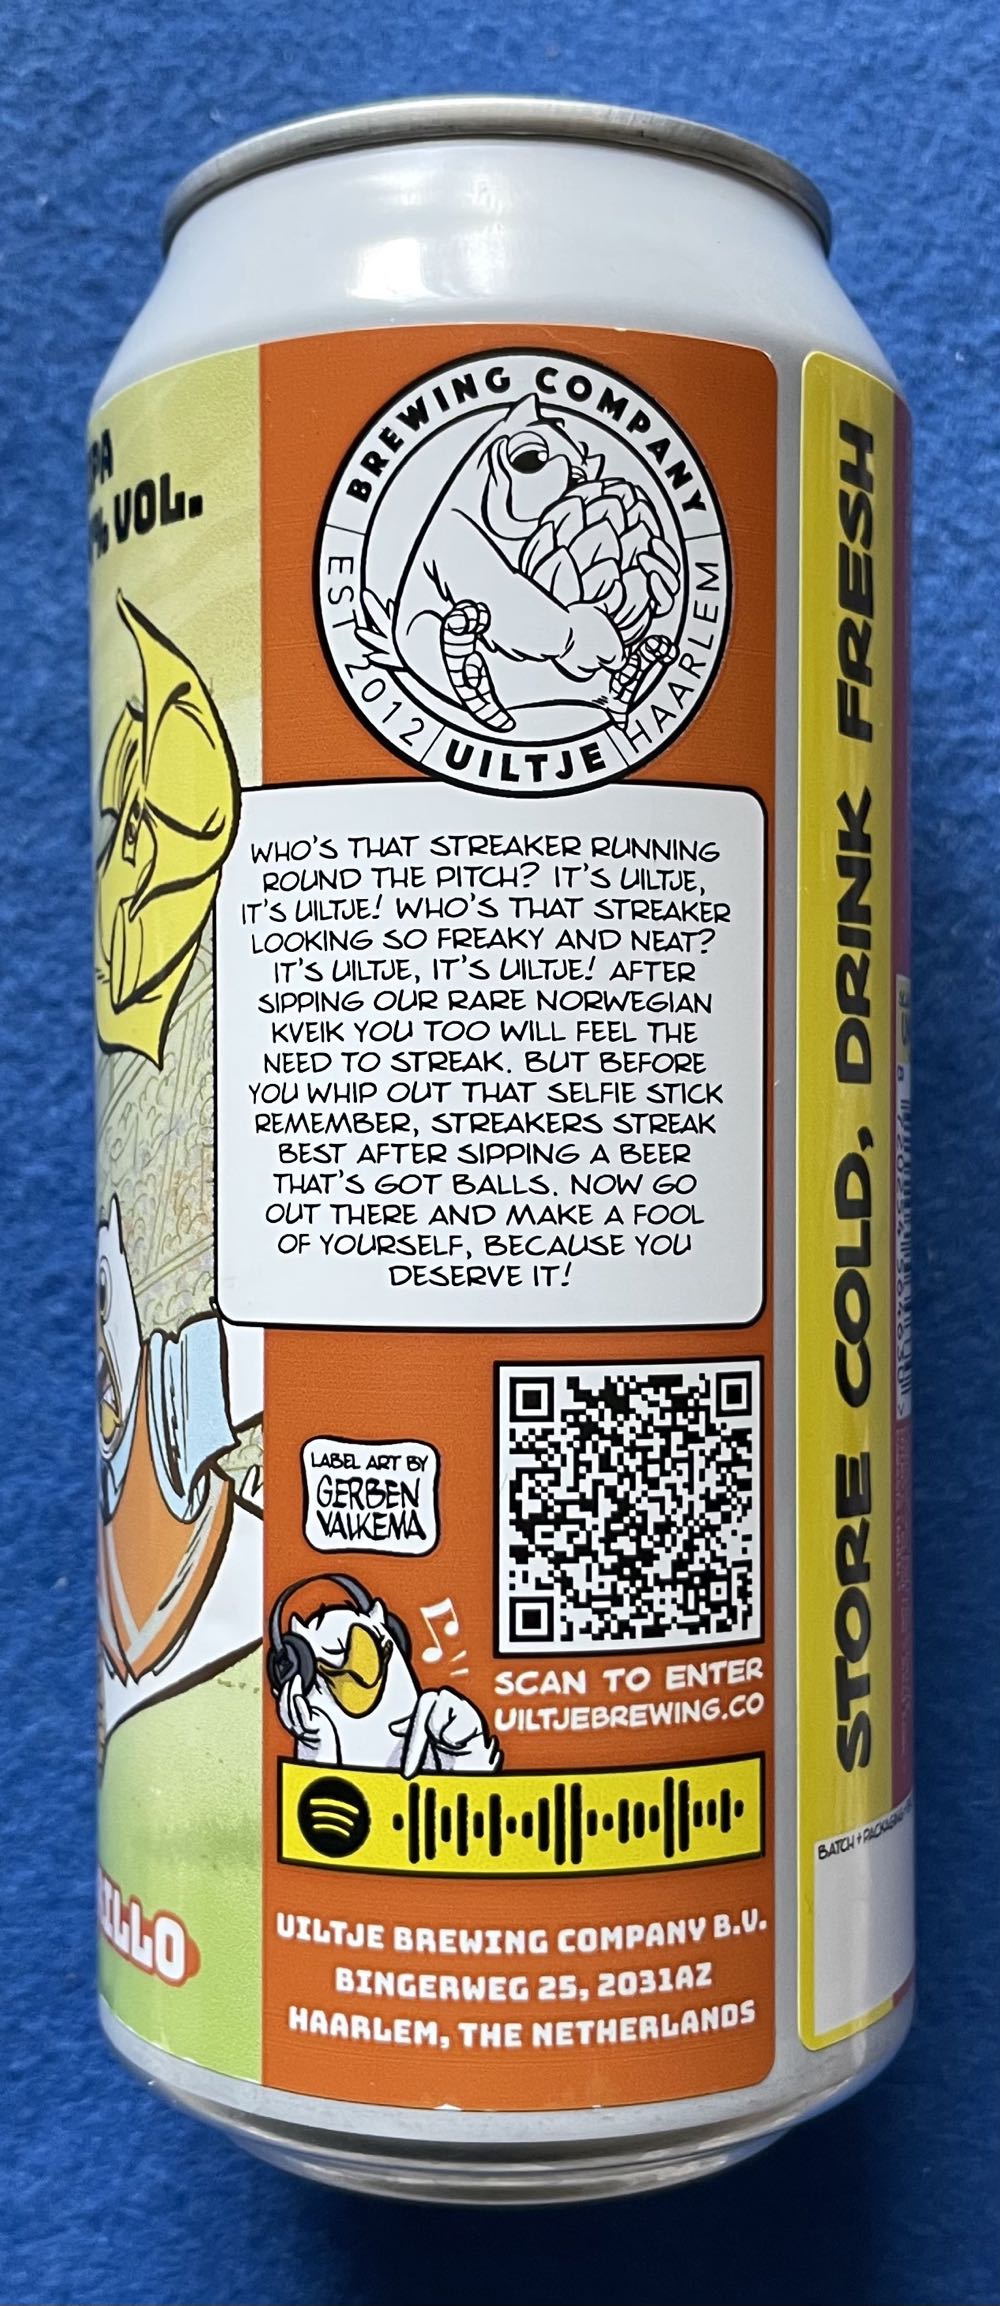 VOL.
BREWING COMPANY
EST 2012
UILTJE
HAARLEM
WHO'S THAT STREAKER RUNNING
ROUND THE PITCH? IT'S UILTJE,
IT'S UILTJE! WHO'S THAT STREAKER
LOOKING SO FREAKY AND NEAT?
IT'S UILTJE, IT'S UILTJE! AFTER
SIPPING OUR RARE NORWEGIAN
KVEIK YOU TOO WILL FEEL THE
NEED TO STREAK. BUT BEFORE
YOU WHIP OUT THAT SELFIE STICK
REMEMBER, STREAKERS STREAK
BEST AFTER SIPPING A BEER
THAT'S GOT BALLS. NOW GO
OUT THERE AND MAKE A FOOL
OF YOURSELF, BECAUSE YOU
DESERVE IT!
LABEL ART BY
GERBEN
VALKEMA
SCAN TO ENTER
UILTJEBREWING.CO
UILTJE BREWING COMPANY B.V.
BINGERWEG 25, 2031AZ
HAARLEM, THE NETHERLANDS
STORE COLD, DRINK FRESH
BATCH +